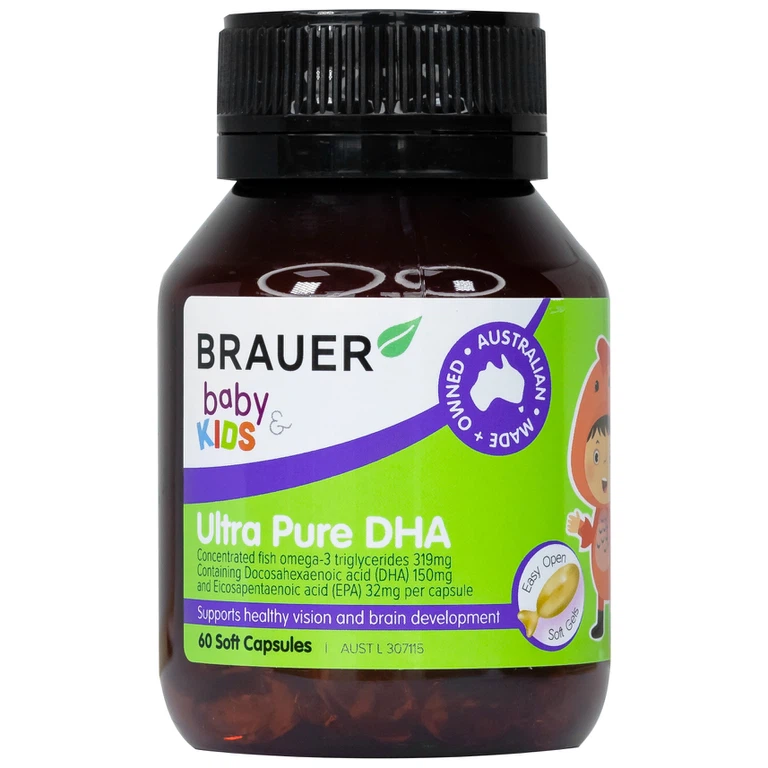 BRAUER
baby &
KIDS
AUSTRALIAN • MADE + OWNED •
Ultra Pure DHA
Concentrated fish omega-3 triglycerides 319mg
Containing Docosahexaenoic acid (DHA) 150mg
and Eicosapentaenoic acid (EPA) 32mg per capsule
Supports healthy vision and brain development
60 Soft Capsules | AUST L 307115
Easy Open
Soft Gels